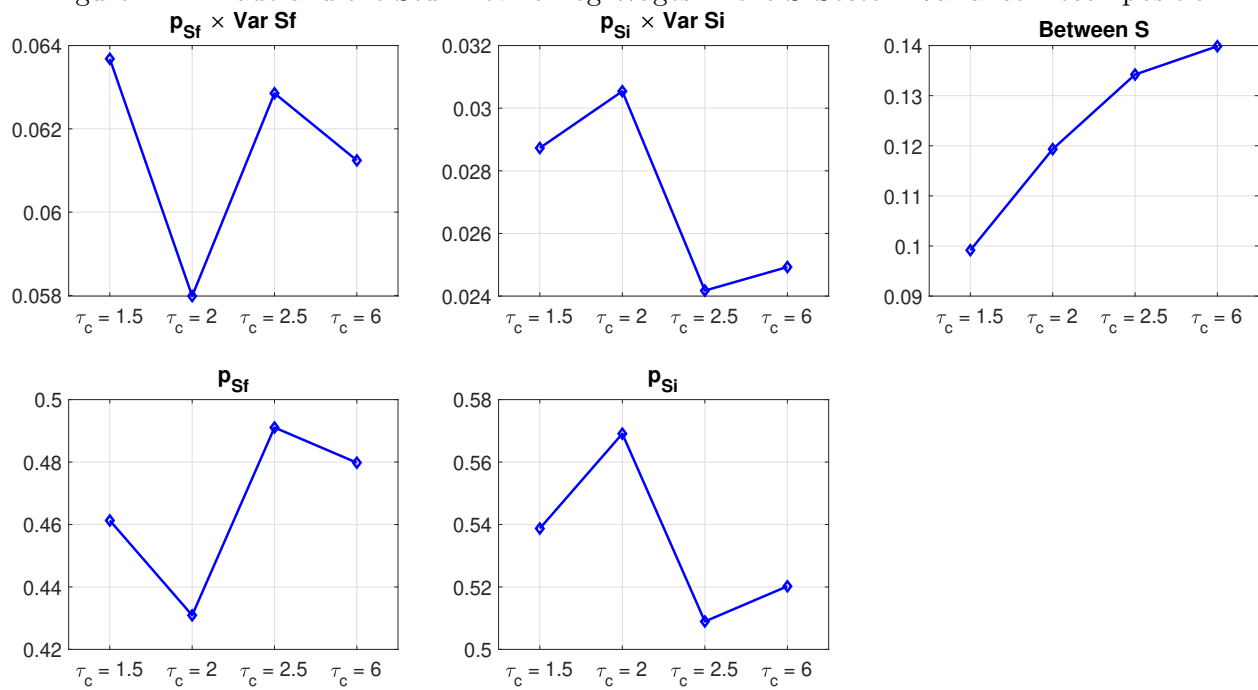 p_Sf × Var Sf
p_Si × Var Si
Between S
0.064
0.062
0.06
0.058
τ_c = 1.5 τ_c = 2 τ_c = 2.5 τ_c = 6
0.032
0.03
0.028
0.026
0.024
τ_c = 1.5 τ_c = 2 τ_c = 2.5 τ_c = 6
0.14
0.13
0.12
0.11
0.1
0.09
τ_c = 1.5 τ_c = 2 τ_c = 2.5 τ_c = 6
p_Sf
0.5
0.48
0.46
0.44
0.42
τ_c = 1.5 τ_c = 2 τ_c = 2.5 τ_c = 6
p_Si
0.58
0.56
0.54
0.52
0.5
τ_c = 1.5 τ_c = 2 τ_c = 2.5 τ_c = 6